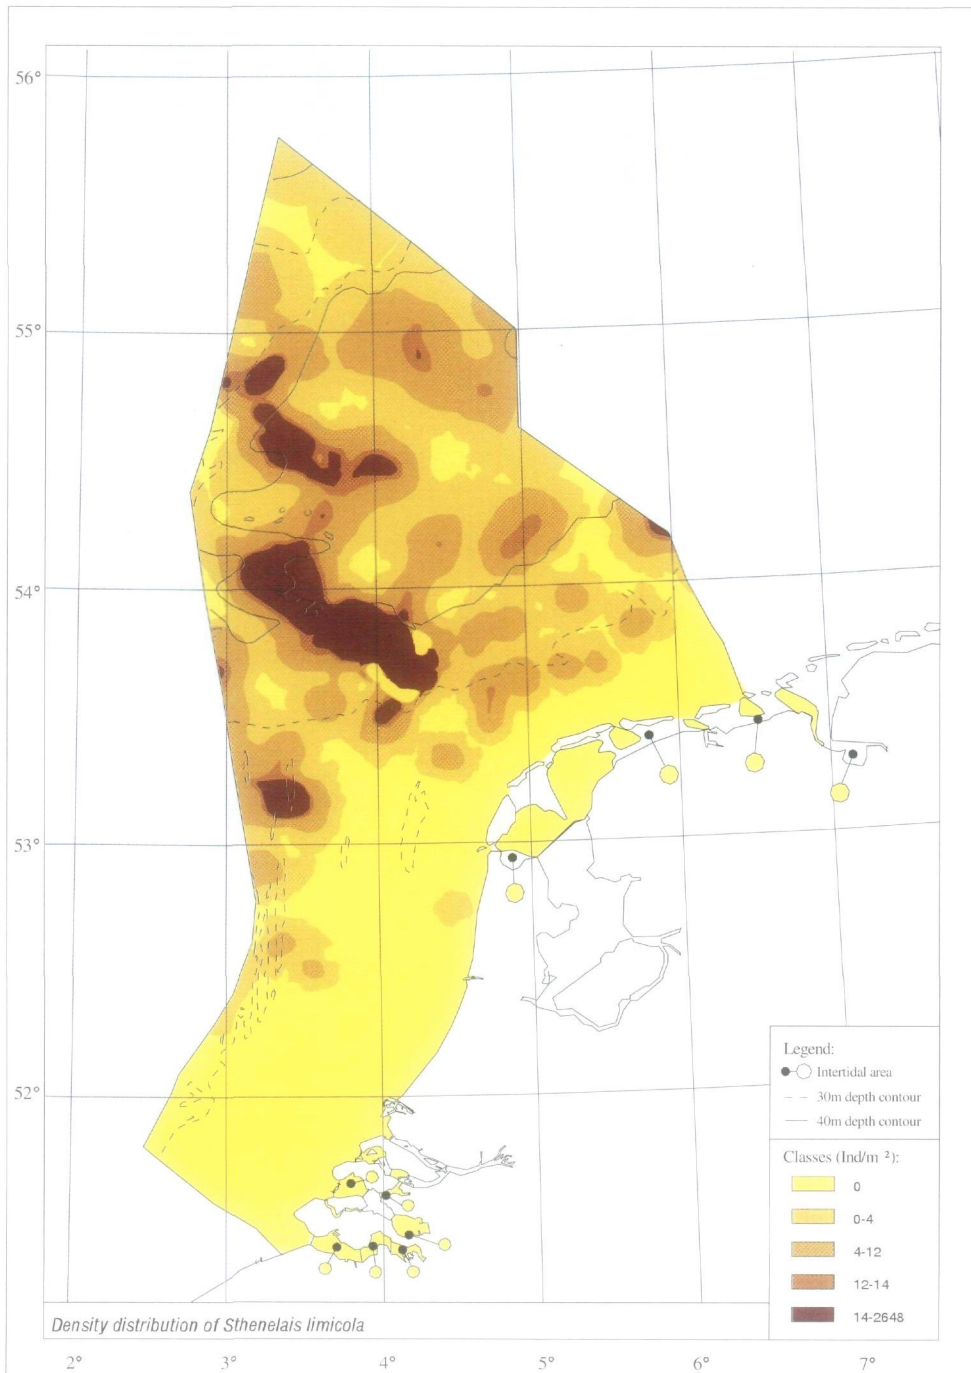 56°
55°
54°
53°
52°
Legend:
Intertidal area
30m depth contour
40m depth contour
Classes (Ind/m ²):
0
0-4
4-12
12-14
14-2648
Density distribution of Sthenelais limicola
2° 3° 4° 5° 6° 7°